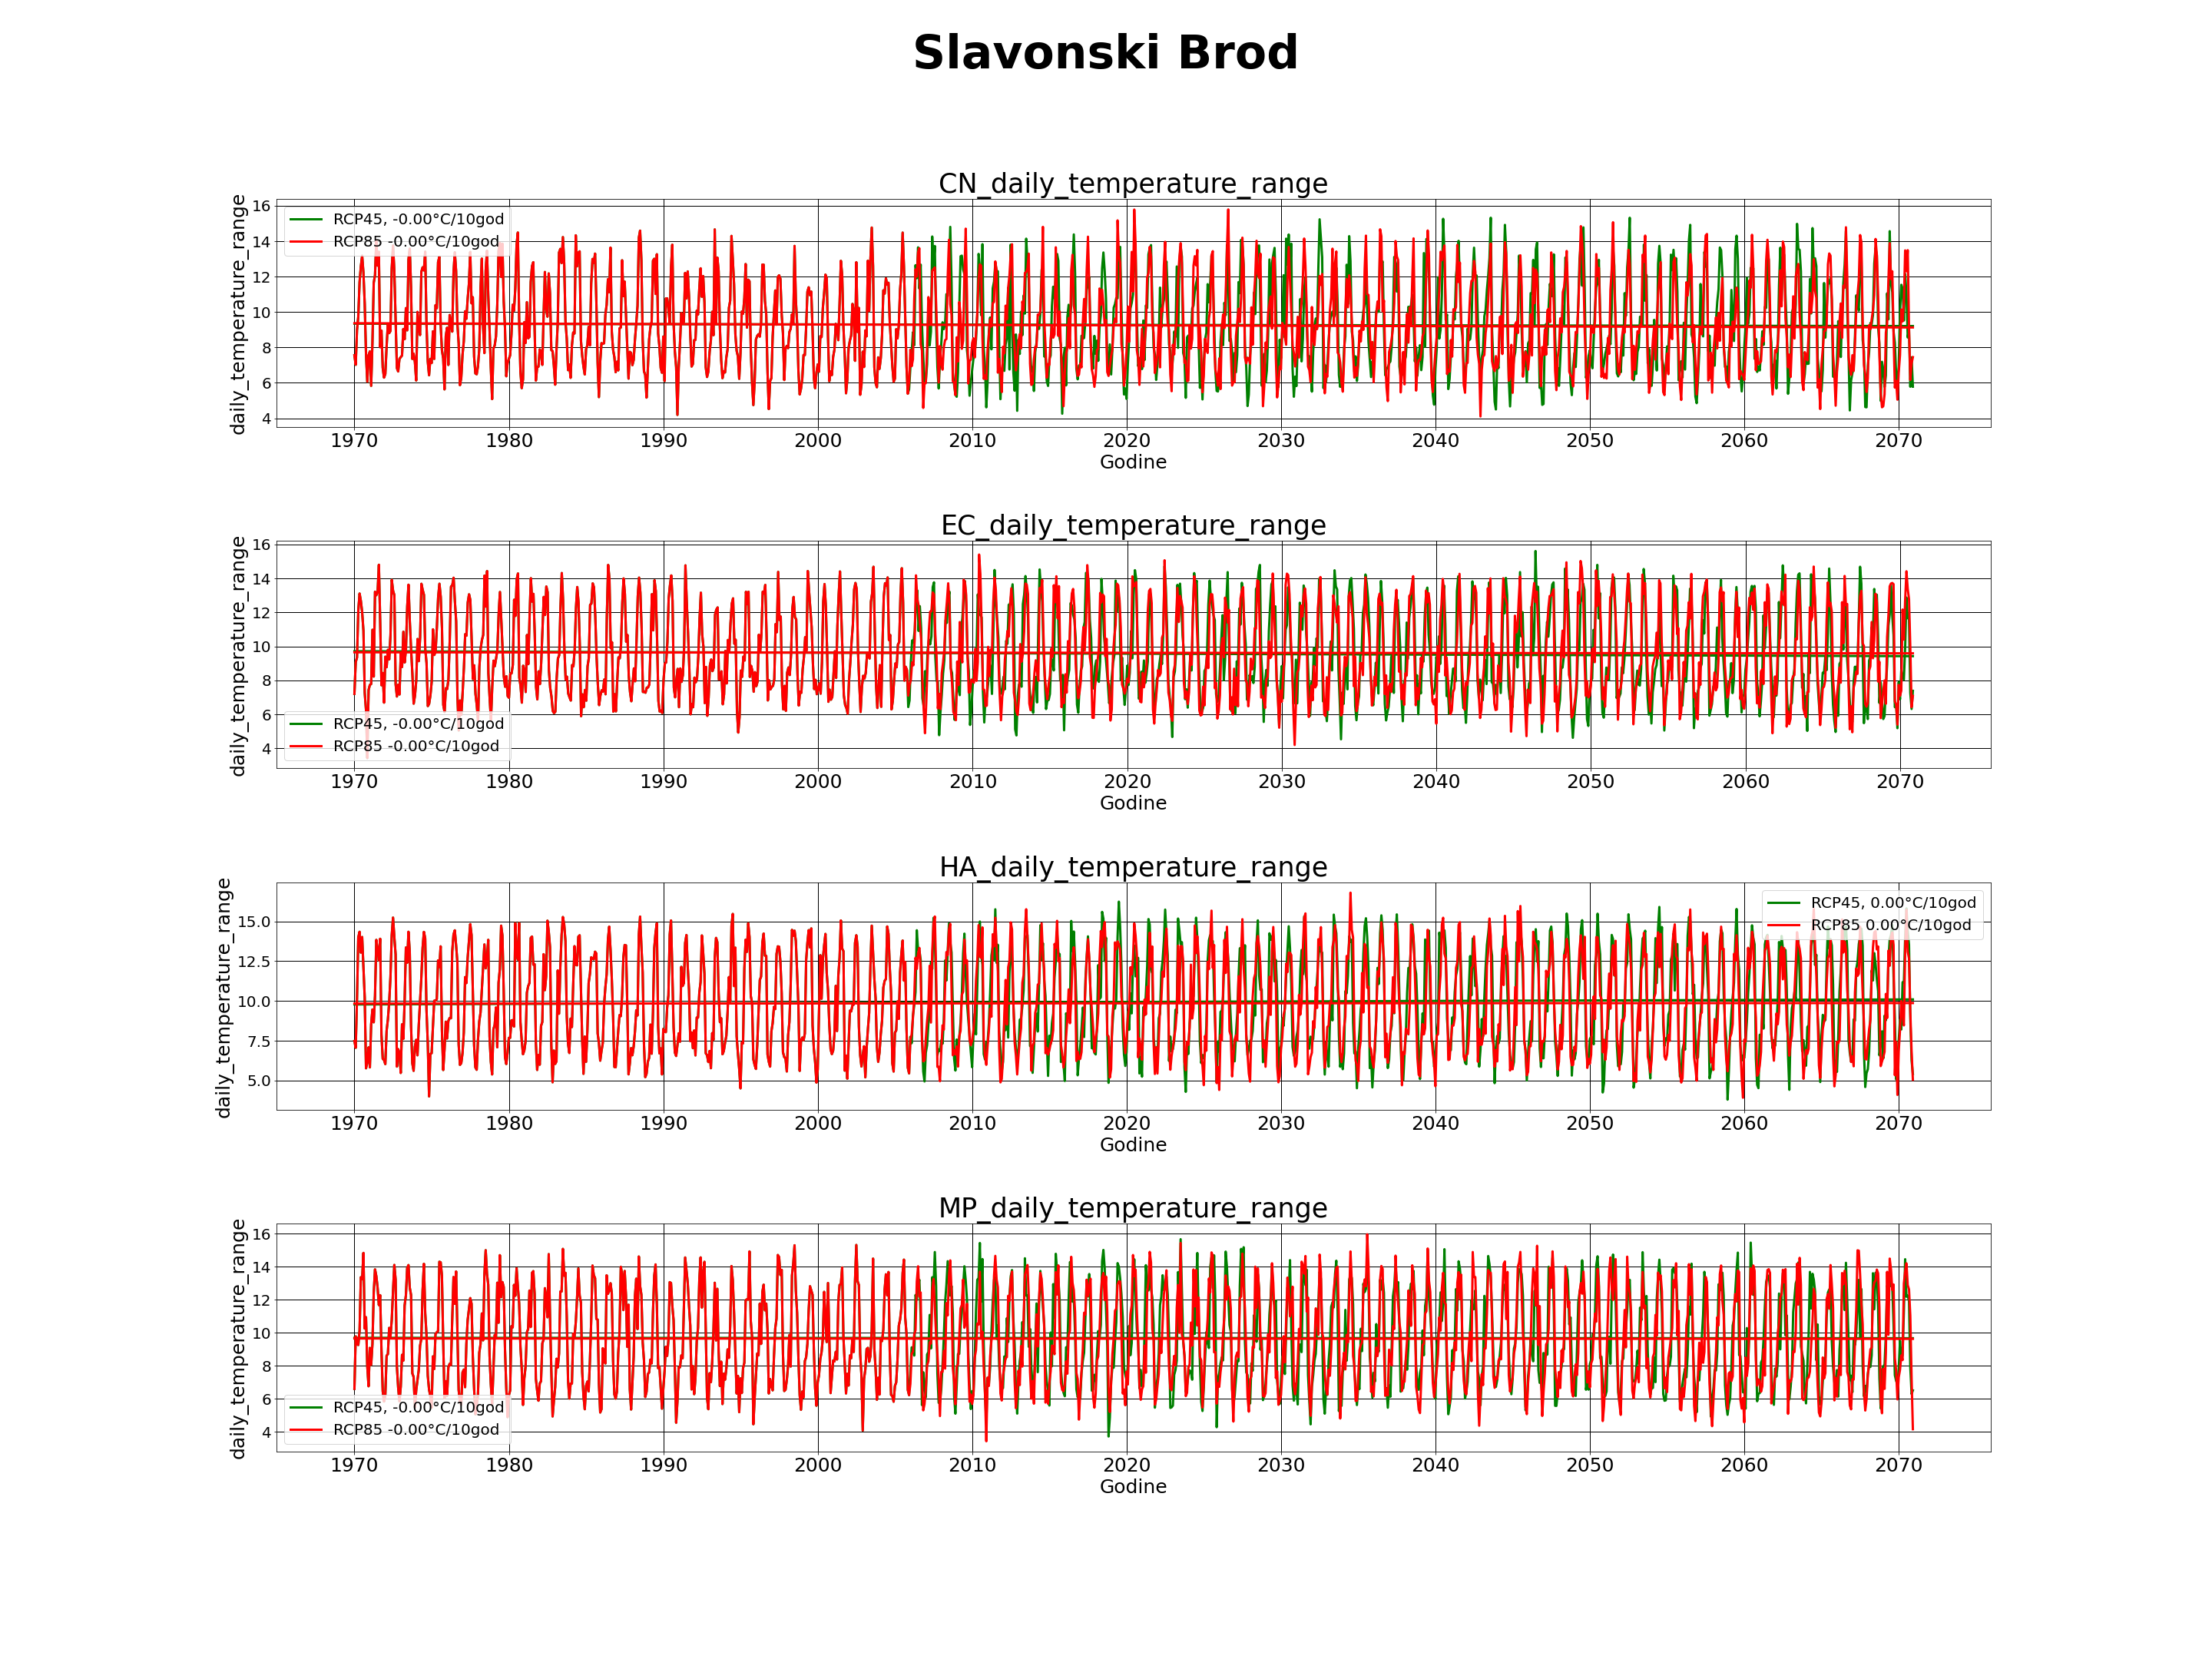 Slavonski Brod
CN_daily_temperature_range
daily_temperature_range
16
14
12
10
8
6
4
RCP45, -0.00°C/10god
RCP85 -0.00°C/10god
1970 1980 1990 2000 2010 2020 2030 2040 2050 2060 2070
Godine
EC_daily_temperature_range
daily_temperature_range
16
14
12
10
8
6
4
RCP45, -0.00°C/10god
RCP85 -0.00°C/10god
1970 1980 1990 2000 2010 2020 2030 2040 2050 2060 2070
Godine
HA_daily_temperature_range
daily_temperature_range
15.0
12.5
10.0
7.5
5.0
RCP45, 0.00°C/10god
RCP85 0.00°C/10god
1970 1980 1990 2000 2010 2020 2030 2040 2050 2060 2070
Godine
MP_daily_temperature_range
daily_temperature_range
16
14
12
10
8
6
4
RCP45, -0.00°C/10god
RCP85 -0.00°C/10god
1970 1980 1990 2000 2010 2020 2030 2040 2050 2060 2070
Godine